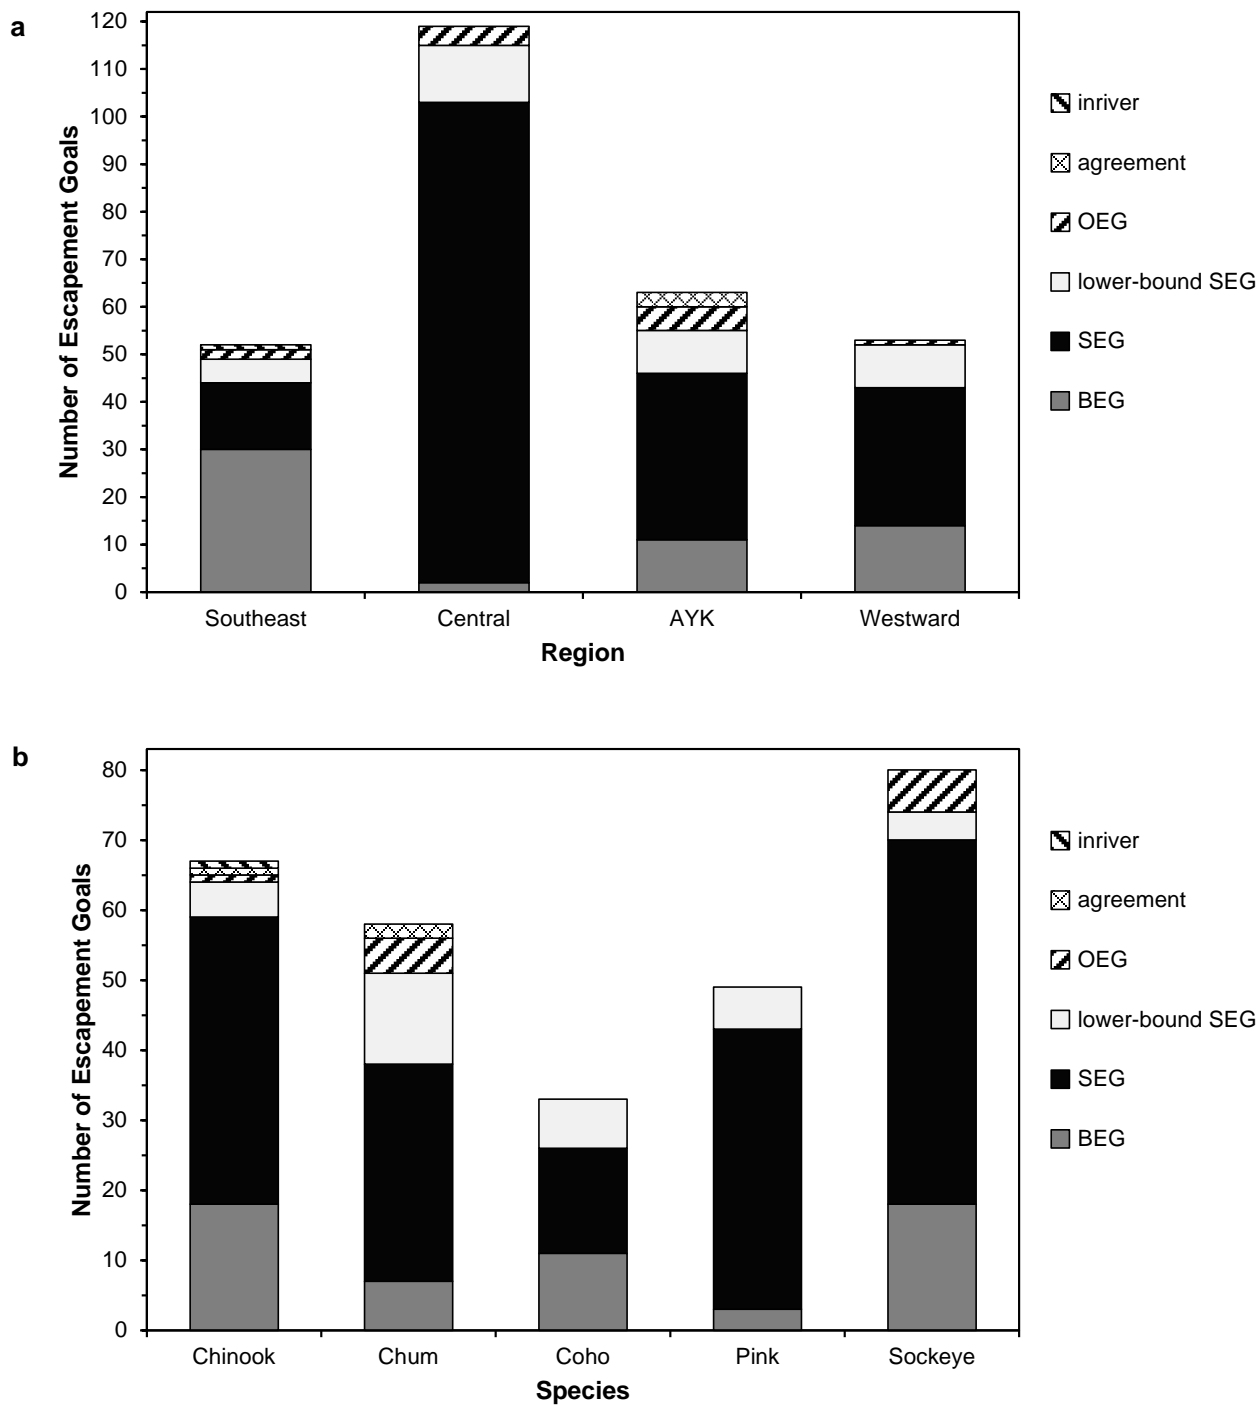 a
Number of Escapement Goals
120
110
100
90
80
70
60
50
40
30
20
10
0
Southeast Central AYK Westward
Region
inriver
agreement
OEG
lower-bound SEG
SEG
BEG
b
Number of Escapement Goals
80
70
60
50
40
30
20
10
0
Chinook Chum Coho Pink Sockeye
Species
inriver
agreement
OEG
lower-bound SEG
SEG
BEG